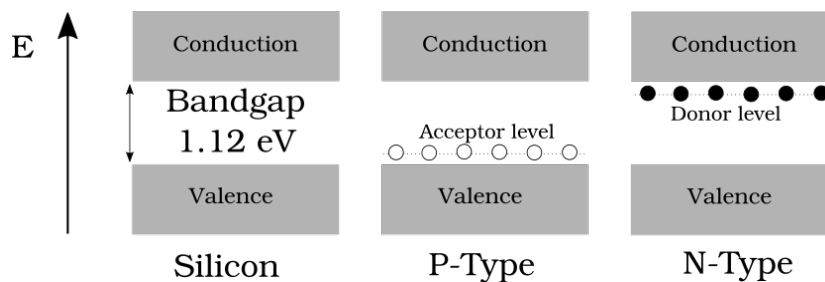 E
Conduction
Conduction
Conduction
Bandgap
1.12 eV
Acceptor level
Donor level
Valence
Valence
Valence
Silicon
P-Type
N-Type